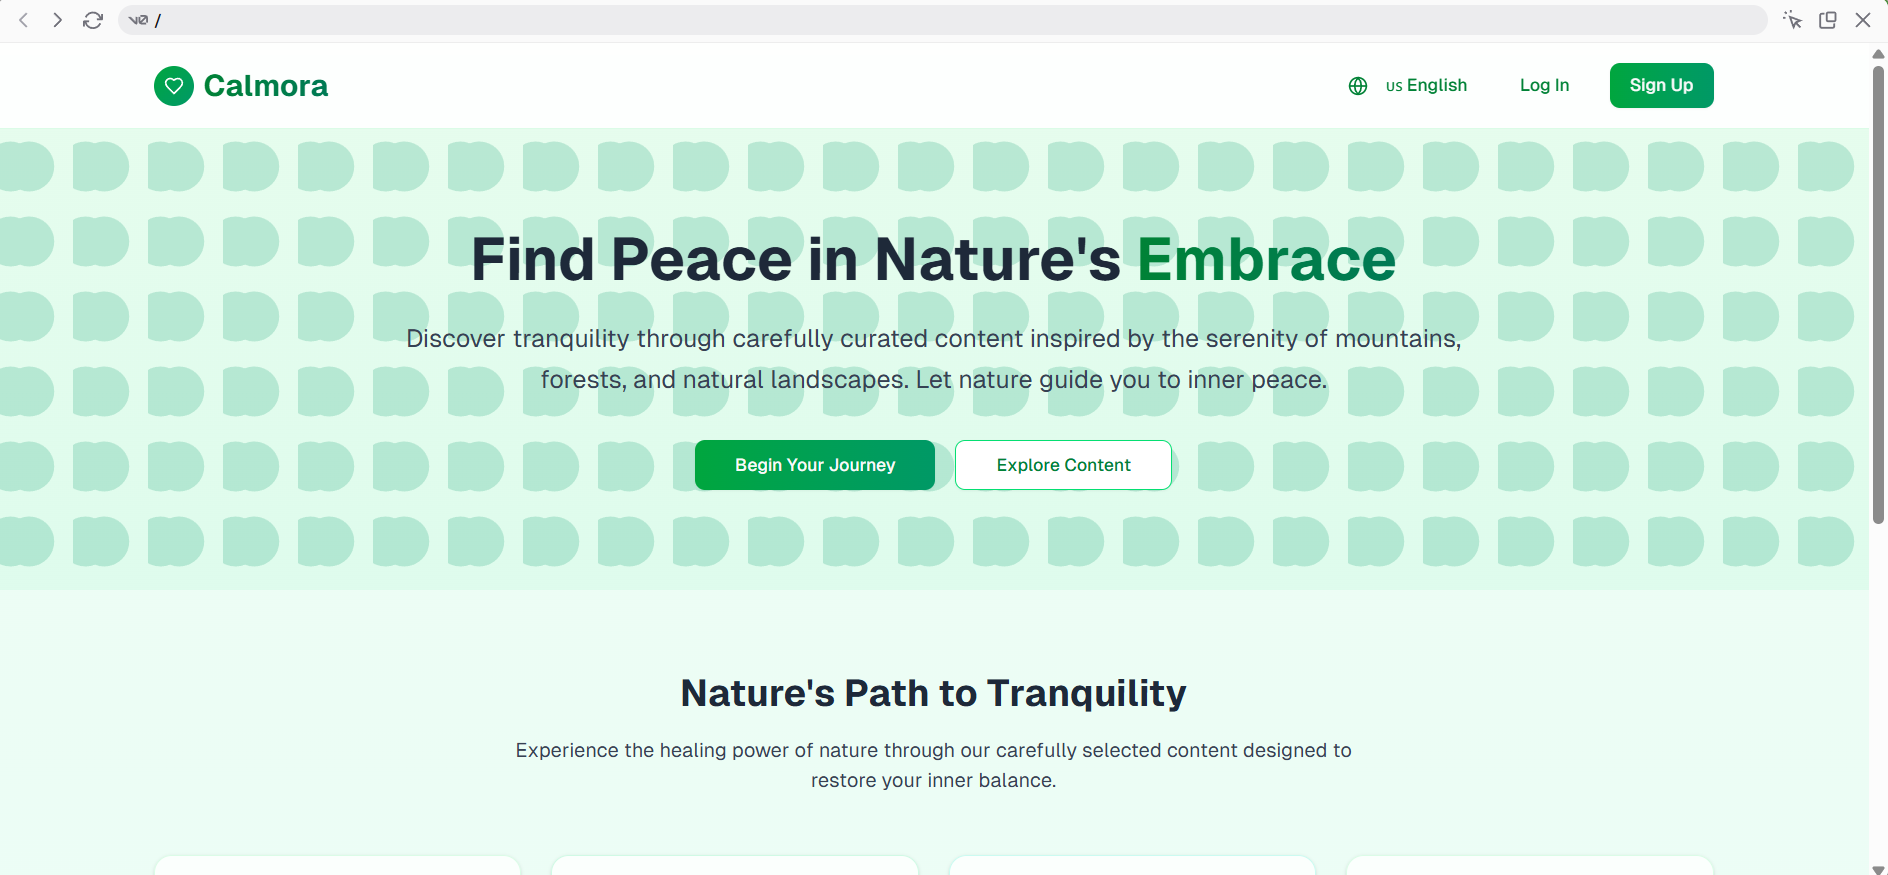 v0 /
Calmora
US English
Log In
Sign Up
Find Peace in Nature's Embrace
Discover tranquility through carefully curated content inspired by the serenity of mountains,
forests, and natural landscapes. Let nature guide you to inner peace.
Begin Your Journey
Explore Content
Nature's Path to Tranquility
Experience the healing power of nature through our carefully selected content designed to
restore your inner balance.